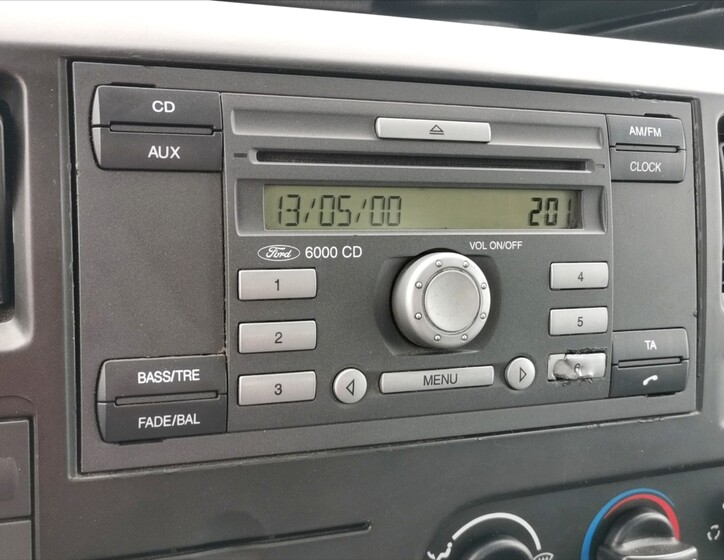 CD
AUX
AM/FM
CLOCK
13/05/00 201
Ford 6000 CD
VOL ON/OFF
1
2
3
4
5
6
MENU
BASS/TRE
FADE/BAL
TA